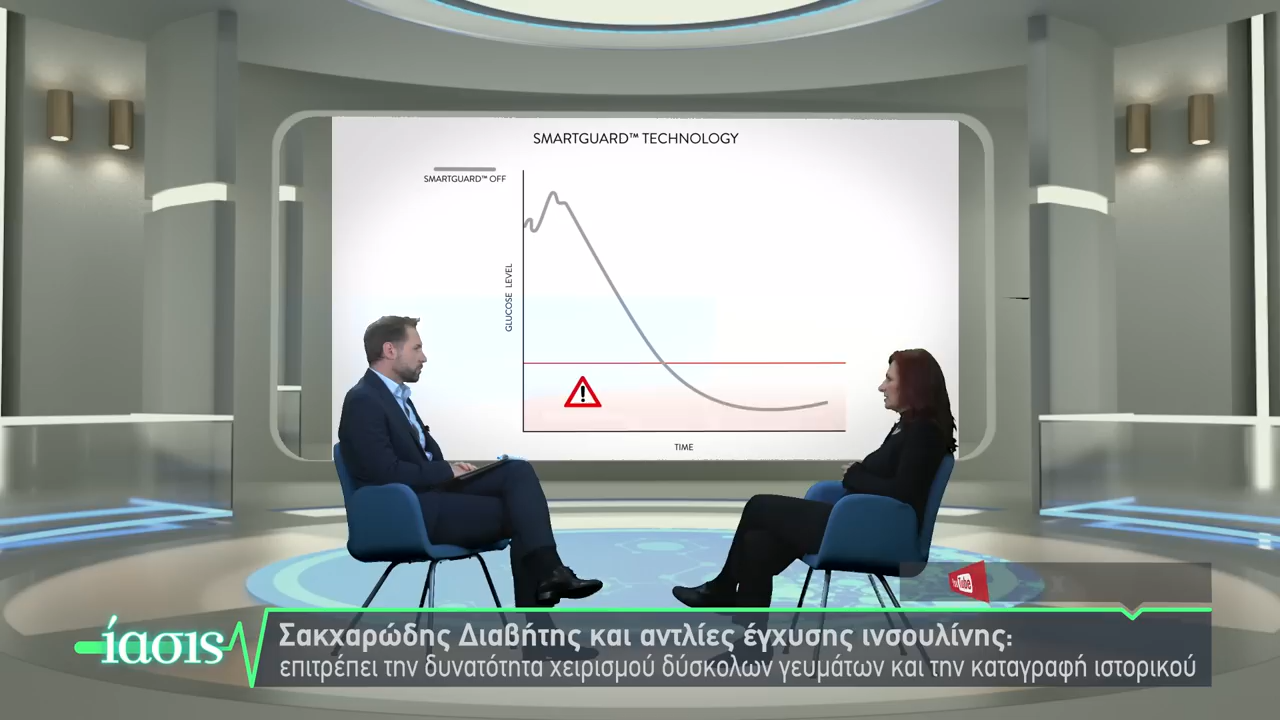 SMARTGUARD™ TECHNOLOGY
SMARTGUARD™ OFF
GLUCOSE LEVEL
TIME
YouTube
ίασις
Σακχαρώδης Διαβήτης και αντλίες έγχυσης ινσουλίνης:
επιτρέπει την δυνατότητα χειρισμού δύσκολων γευμάτων και την καταγραφή ιστορικού